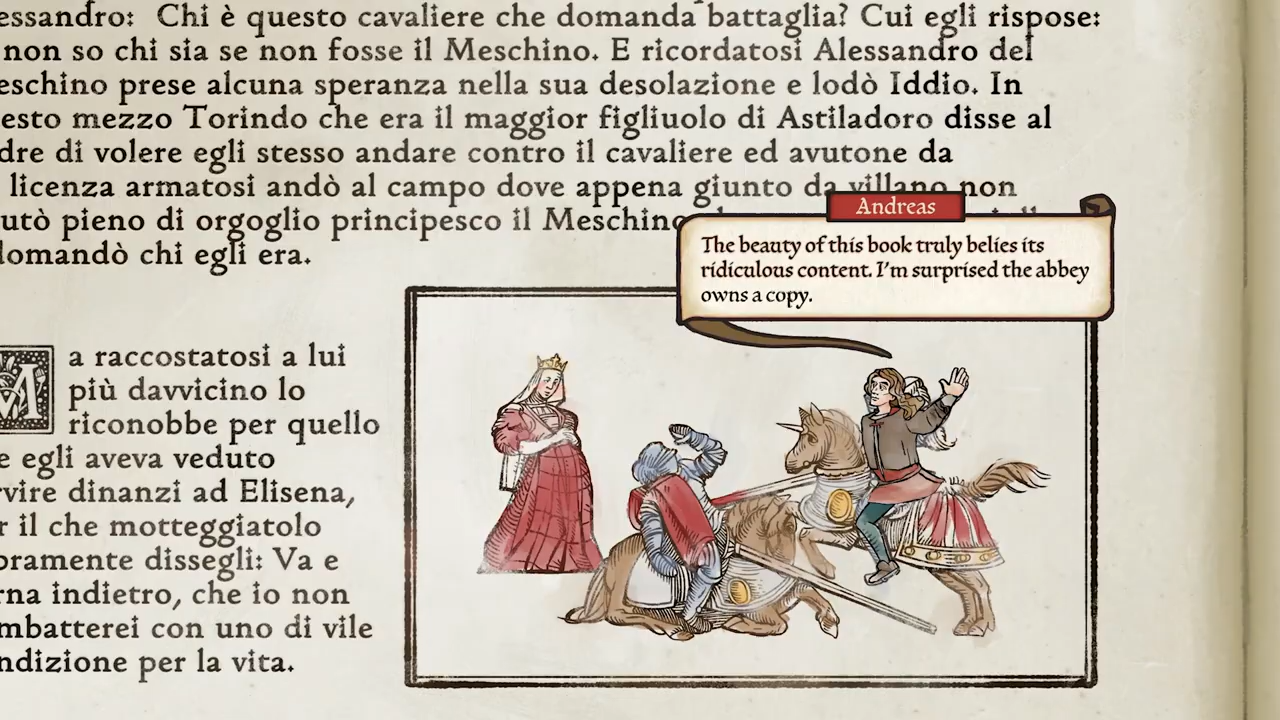 essandro: Chi è questo cavaliere che domanda battaglia? Cui egli rispose:
non so chi sia se non fosse il Meschino. E ricordatosi Alessandro del
eschino prese alcuna speranza nella sua desolazione e lodò Iddio. In
esto mezzo Torindo che era il maggior figliuolo di Astiladoro disse al
dre di volere egli stesso andare contro il cavaliere ed avutone da
licenza armatosi andò al campo dove appena giunto da villano non
utò pieno di orgoglio principesco il Meschino
domandò chi egli era.
Andreas
The beauty of this book truly belies its
ridiculous content. I'm surprised the abbey
owns a copy.
Ma raccostatosi a lui
più davvicino lo
riconobbe per quello
e egli aveva veduto
rvire dinanzi ad Elisena,
r il che motteggiatolo
pramente dissegli: Va e
rna indietro, che io non
mbatterei con uno di vile
ndizione per la vita.